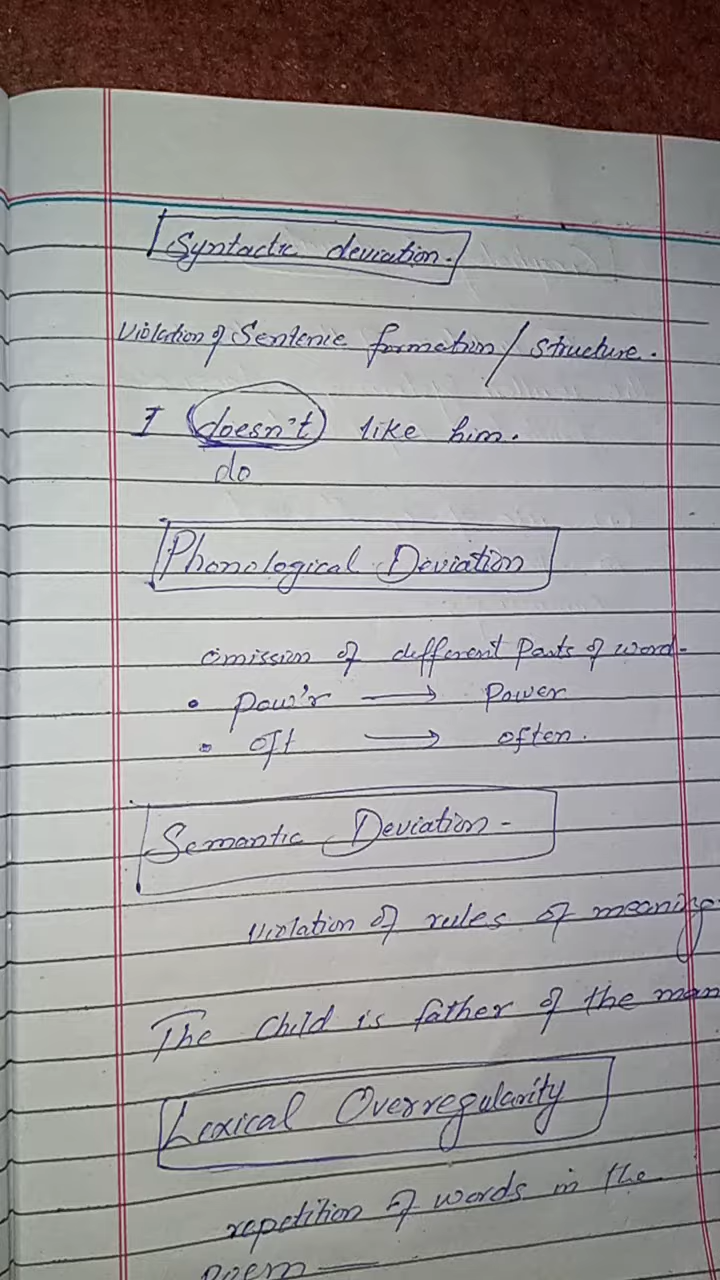 Syntactic deviation.
Violation of Sentence formation / structure.
I doesn't like him.
do
Phonological Deviation
omission of different Parts of word-
• pow'r → Power
• oft → often.
Semantic Deviation -
Violation of rules of meaning.
The child is father of the man
Lexical Overregularity
repetition of words in the
poem —